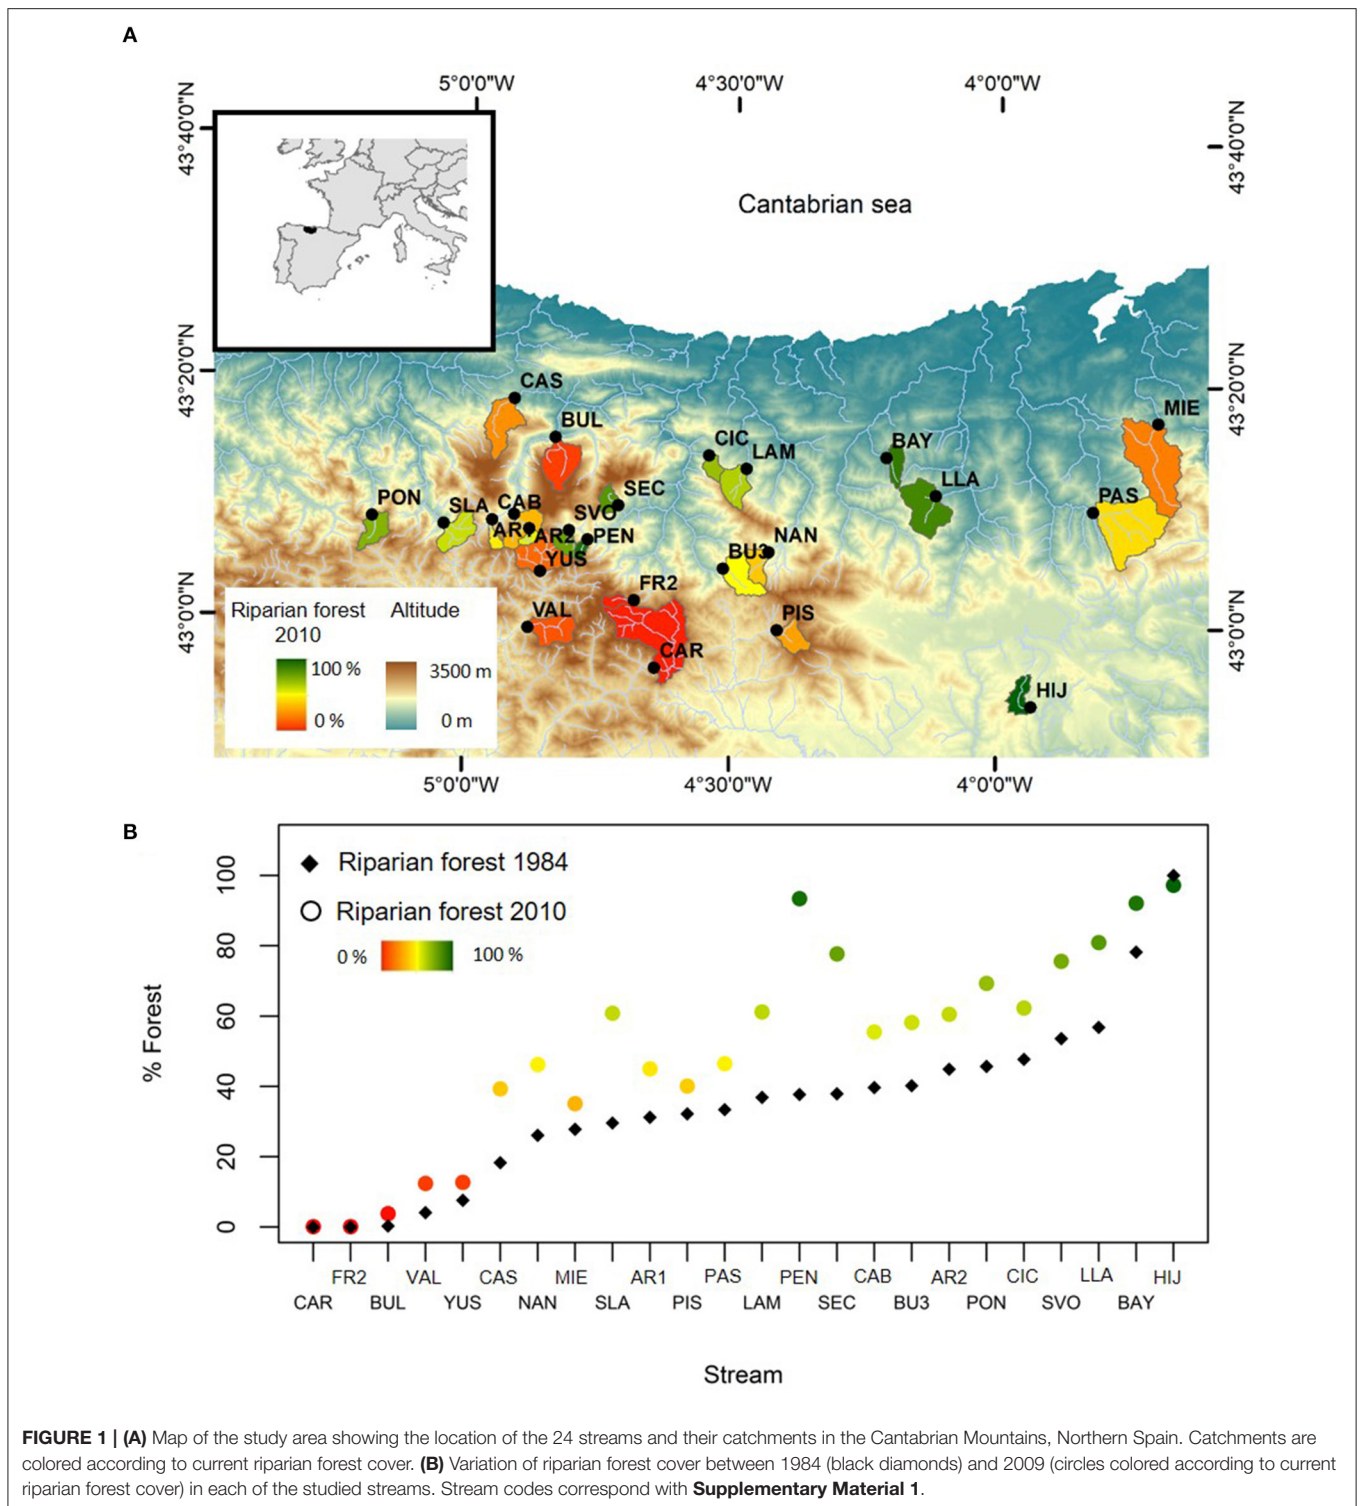 A
5°0'0"W 4°30'0"W 4°0'0"W
43°40'0"N
43°40'0"N
Cantabrian sea
43°20'0"N
43°20'0"N
CAS
BUL
MIE
CIC
LAM
BAY
LLA
PON
SLA
CAB
SEC
SVO
PAS
AR
AR2
PEN
NAN
BU3
YUS
FR2
VAL
PIS
CAR
HIJ
43°0'0"N
43°0'0"N
Riparian forest
2010
Altitude
100 %
0 %
3500 m
0 m
5°0'0"W 4°30'0"W 4°0'0"W
B
Riparian forest 1984
Riparian forest 2010
0 % 100 %
% Forest
100
80
60
40
20
0
FR2 VAL CAS MIE AR1 PAS PEN CAB AR2 CIC LLA HIJ
CAR BUL YUS NAN SLA PIS LAM SEC BU3 PON SVO BAY
Stream
FIGURE 1 | (A) Map of the study area showing the location of the 24 streams and their catchments in the Cantabrian Mountains, Northern Spain. Catchments are
colored according to current riparian forest cover. (B) Variation of riparian forest cover between 1984 (black diamonds) and 2009 (circles colored according to current
riparian forest cover) in each of the studied streams. Stream codes correspond with Supplementary Material 1.